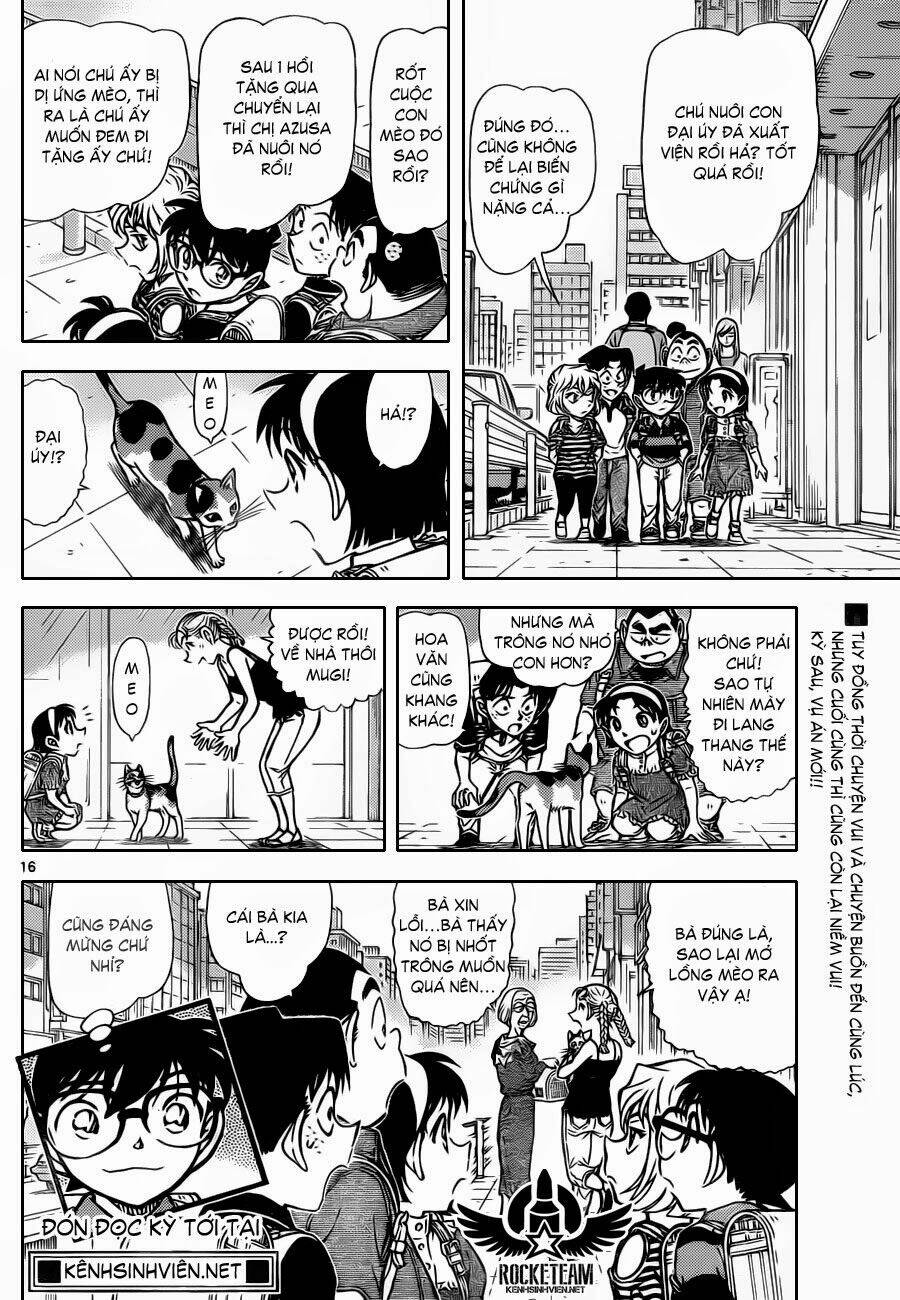 CHÚ NUÔI CON
ĐẠI ÚY ĐÃ XUẤT
VIỆN RỒI HẢ? TỐT
QUÁ RỒI!
ĐÚNG ĐÓ...
CŨNG KHÔNG
ĐỂ LẠI BIẾN
CHỨNG GÌ
NẶNG CẢ...
RỐT
CUỘC
CON
MÈO ĐÓ
SAO
RỒI?
SAU 1 HỒI
TẶNG QUA
CHUYỂN LẠI
THÌ CHỊ AZUSA
ĐÃ NUÔI NÓ
RỒI!
AI NÓI CHÚ ẤY BỊ
DỊ ỨNG MÈO, THÌ
RA LÀ CHÚ ẤY
MUỐN ĐEM ĐI
TẶNG ẤY CHỨ!
HẢ!?
MEO
ĐẠI
ÚY!?
KHÔNG PHẢI
CHỨ!
SAO TỰ
NHIÊN MÀY
ĐI LANG
THANG THẾ
NÀY?
NHƯNG MÀ
TRÔNG NÓ NHỎ
CON HƠN?
HOA
VĂN
CŨNG
KHANG
KHÁC!
ĐƯỢC RỒI!
VỀ NHÀ THÔI
MUGI!
MEO
16
BÀ ĐÚNG LÀ,
SAO LẠI MỞ
LỒNG MÈO RA
VẬY Ạ!
BÀ XIN
LỖI...BÀ THẤY
NÓ BỊ NHỐT
TRÔNG MUỒN
QUÁ NÊN...
CÁI BÀ KIA
LÀ...?
CŨNG ĐÁNG
MỪNG CHỨ
NHỈ?
TUY ĐỒNG THỜI CHUYỆN VUI VÀ CHUYỆN BUỒN ĐẾN CÙNG LÚC,
NHƯNG CUỐI CÙNG THÌ CŨNG CÒN LẠI NIỀM VUI!
KỲ SAU, VỤ ÁN MỚI!!
ĐÓN ĐỌC KỲ TỚI TẠI
KÊNHSINHVIÊN.NET
ROCKETEAM
KENHSINHVIEN.NET